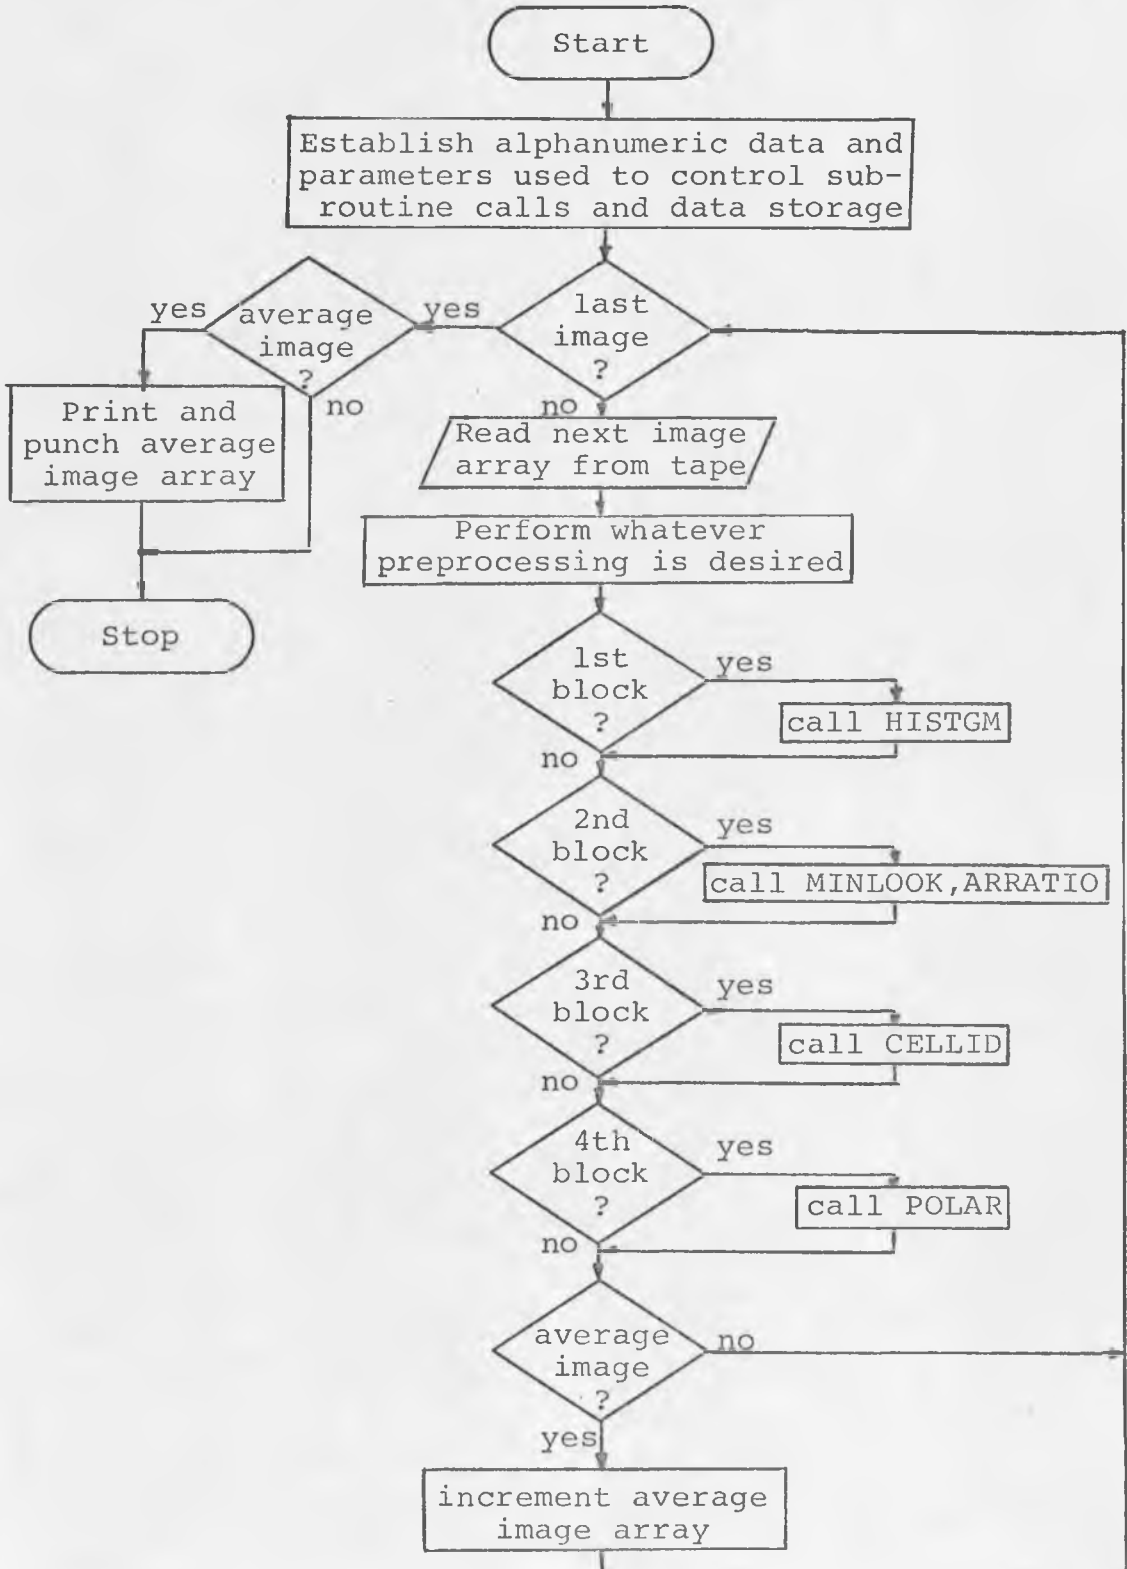 Start
Establish alphanumeric data and
parameters used to control sub-
routine calls and data storage
last
image
?
yes
no
average
image
?
yes
no
Print and
punch average
image array
Stop
Read next image
array from tape
Perform whatever
preprocessing is desired
1st
block
?
yes
call HISTGM
no
2nd
block
?
yes
call MINLOOK,ARRATIO
no
3rd
block
?
yes
call CELLID
no
4th
block
?
yes
call POLAR
no
average
image
?
no
yes
increment average
image array